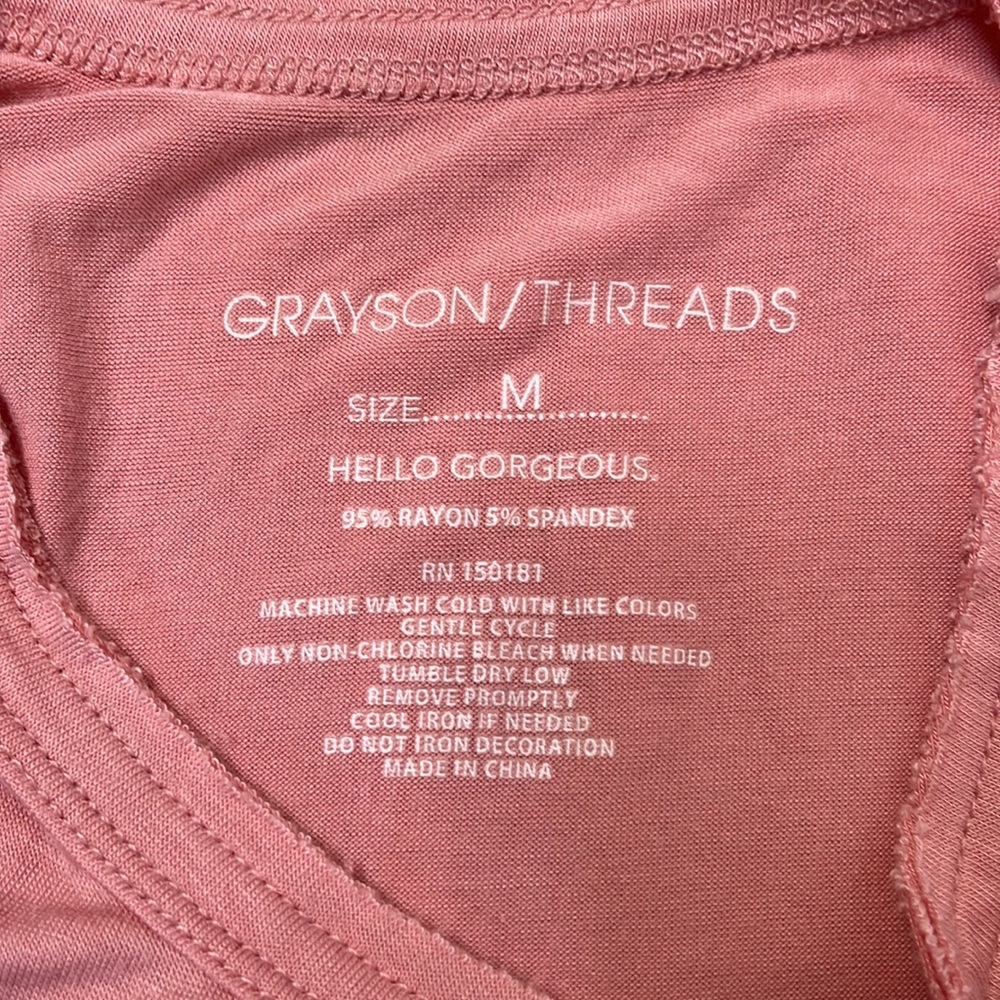 GRAYSON/THREADS
SIZE......M............
HELLO GORGEOUS.
95% RAYON 5% SPANDEX
RN 150181
MACHINE WASH COLD WITH LIKE COLORS
GENTLE CYCLE
ONLY NON-CHLORINE BLEACH WHEN NEEDED
TUMBLE DRY LOW
REMOVE PROMPTLY
COOL IRON IF NEEDED
DO NOT IRON DECORATION
MADE IN CHINA